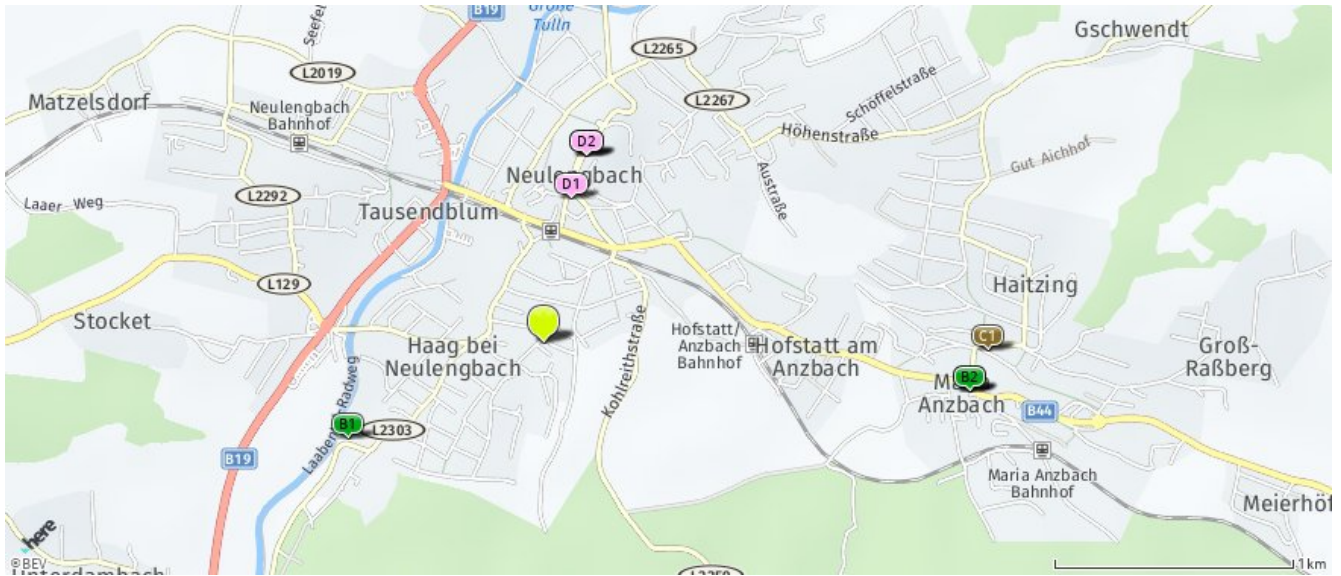 B19
Große
Tulln
Seefel
L2265
Gschwendt
L2019
Matzelsdorf
Neulengbach
Bahnhof
L2267
Schöffelstraße
Höhenstraße
D2
Gut Aichhof
Neulengbach
D1
L2292
Laaer Weg
Tausendblum
Austraße
L129
Haitzing
Stocket
Haag bei
Neulengbach
Kohlreithstraße
Hofstatt/
Anzbach
Bahnhof
Hofstatt am
Anzbach
C1
Groß-
Raßberg
B2
Anzbach
B44
B1
L2303
B19
Maria Anzbach
Bahnhof
Meierhöf
here
©BEV
Unterdambach
1km